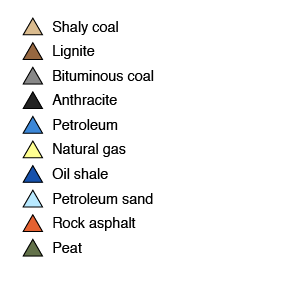 Shaly coal
Lignite
Bituminous coal
Anthracite
Petroleum
Natural gas
Oil shale
Petroleum sand
Rock asphalt
Peat